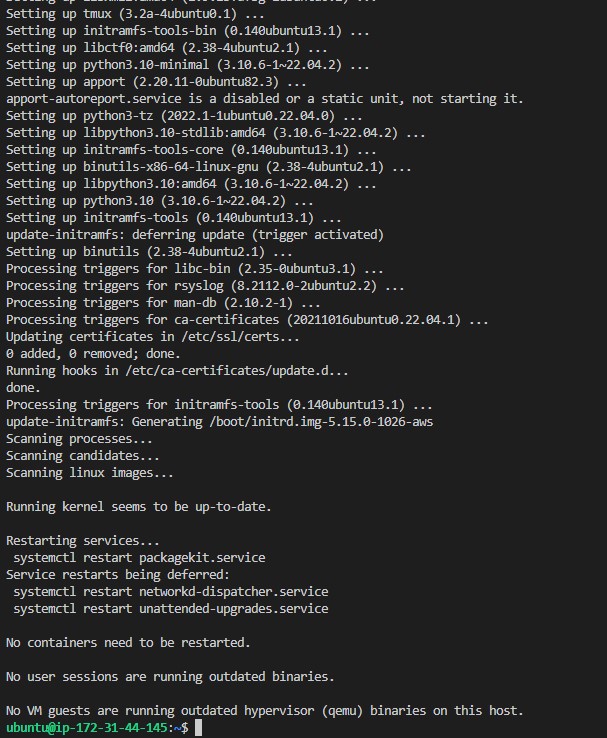 Setting up tmux (3.2a-4ubuntu0.1) ...
Setting up initramfs-tools-bin (0.140ubuntu13.1) ...
Setting up libctf0:amd64 (2.38-4ubuntu2.1) ...
Setting up python3.10-minimal (3.10.6-1~22.04.2) ...
Setting up apport (2.20.11-0ubuntu82.3) ...
apport-autoreport.service is a disabled or a static unit, not starting it.
Setting up python3-tz (2022.1-1ubuntu0.22.04.0) ...
Setting up libpython3.10-stdlib:amd64 (3.10.6-1~22.04.2) ...
Setting up initramfs-tools-core (0.140ubuntu13.1) ...
Setting up binutils-x86-64-linux-gnu (2.38-4ubuntu2.1) ...
Setting up libpython3.10:amd64 (3.10.6-1~22.04.2) ...
Setting up python3.10 (3.10.6-1~22.04.2) ...
Setting up initramfs-tools (0.140ubuntu13.1) ...
update-initramfs: deferring update (trigger activated)
Setting up binutils (2.38-4ubuntu2.1) ...
Processing triggers for libc-bin (2.35-0ubuntu3.1) ...
Processing triggers for rsyslog (8.2112.0-2ubuntu2.2) ...
Processing triggers for man-db (2.10.2-1) ...
Processing triggers for ca-certificates (20211016ubuntu0.22.04.1) ...
Updating certificates in /etc/ssl/certs...
0 added, 0 removed; done.
Running hooks in /etc/ca-certificates/update.d...
done.
Processing triggers for initramfs-tools (0.140ubuntu13.1) ...
update-initramfs: Generating /boot/initrd.img-5.15.0-1026-aws
Scanning processes...
Scanning candidates...
Scanning linux images...
Running kernel seems to be up-to-date.
Restarting services...
systemctl restart packagekit.service
Service restarts being deferred:
systemctl restart networkd-dispatcher.service
systemctl restart unattended-upgrades.service
No containers need to be restarted.
No user sessions are running outdated binaries.
No VM guests are running outdated hypervisor (qemu) binaries on this host.
ubuntu@ip-172-31-44-145:~$